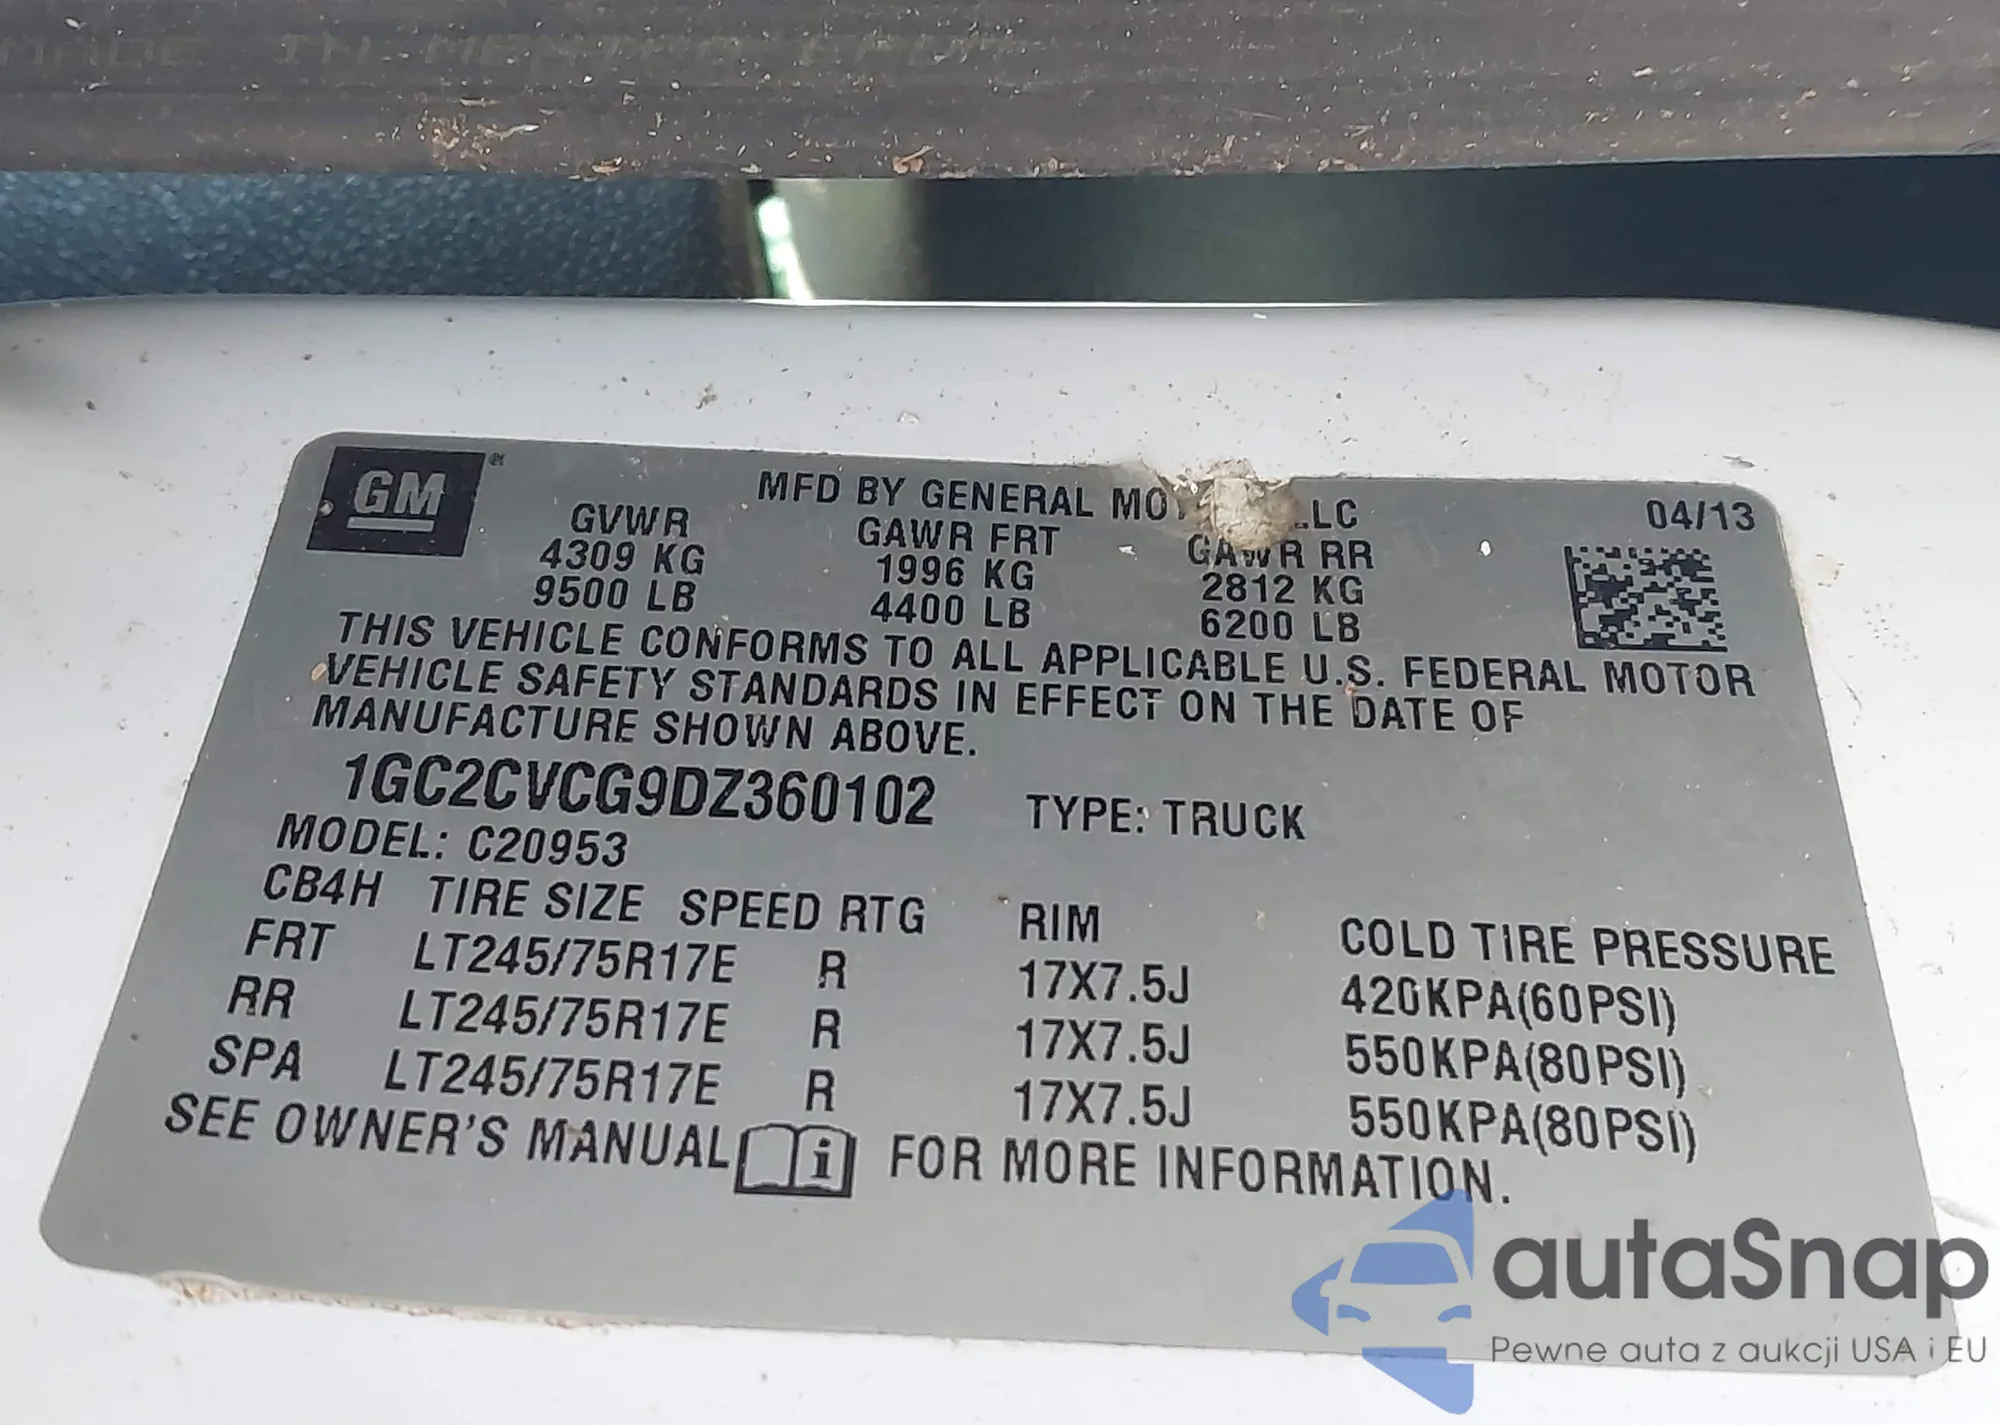 MADE IN
GM
MFD BY GENERAL MO LLC 04/13
GVWR GAWR FRT GAWR RR
4309 KG 1996 KG 2812 KG
9500 LB 4400 LB 6200 LB
THIS VEHICLE CONFORMS TO ALL APPLICABLE U.S. FEDERAL MOTOR
VEHICLE SAFETY STANDARDS IN EFFECT ON THE DATE OF
MANUFACTURE SHOWN ABOVE.
1GC2CVCG9DZ360102 TYPE: TRUCK
MODEL: C20953
CB4H TIRE SIZE SPEED RTG RIM COLD TIRE PRESSURE
FRT LT245/75R17E R 17X7.5J 420KPA(60PSI)
RR LT245/75R17E R 17X7.5J 550KPA(80PSI)
SPA LT245/75R17E R 17X7.5J 550KPA(80PSI)
SEE OWNER'S MANUAL i FOR MORE INFORMATION.
autaSnap
Pewne auta z aukcji USA i EU